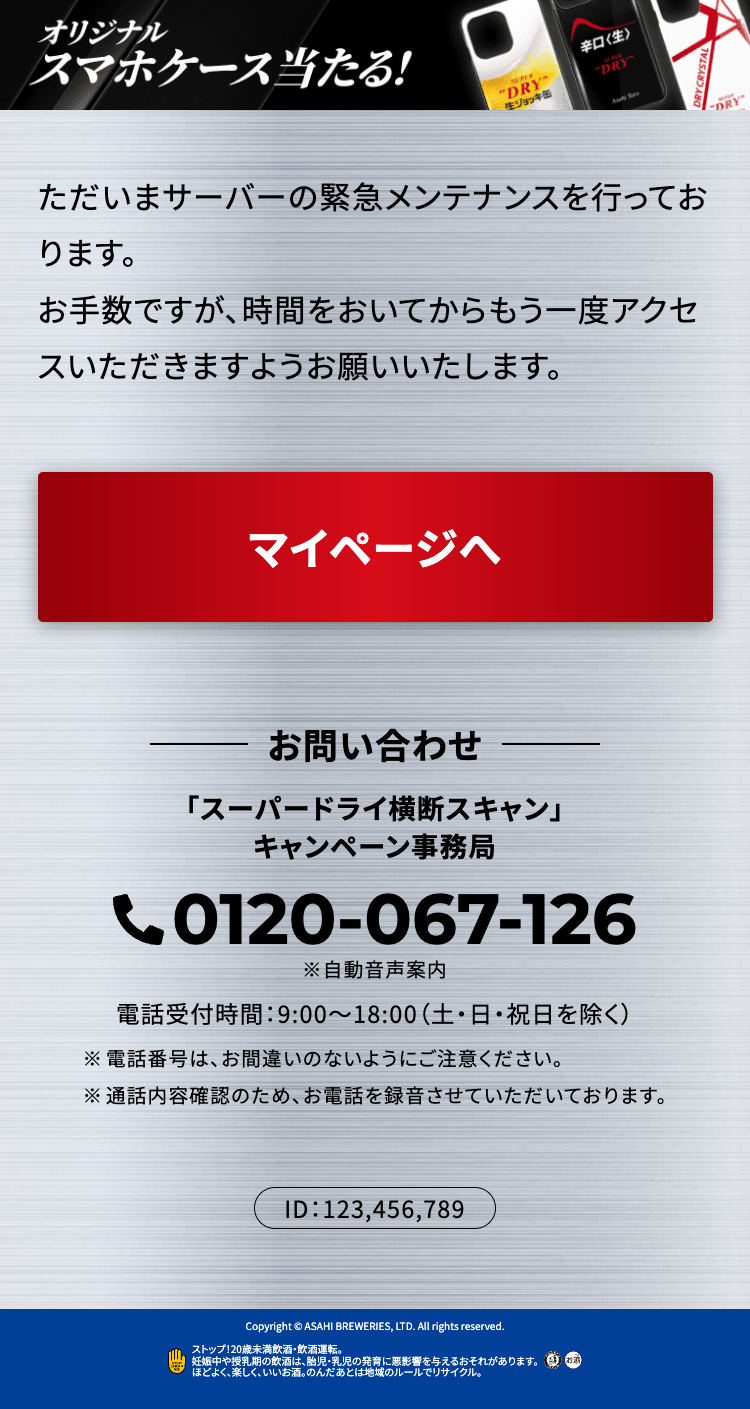 オリジナル
スマホケース当たる!
SUPER
"DRY"
生ジョッキ缶
辛口〈生〉
SUPER
"DRY"
Asahi Taro
DRY CRYSTAL
SUPER
"DRY"
ただいまサーバーの緊急メンテナンスを行ってお
ります。
お手数ですが、時間をおいてからもう一度アクセ
スいただきますようお願いいたします。
マイページへ
お問い合わせ
「スーパードライ横断スキャン」
キャンペーン事務局
0120-067-126
※自動音声案内
電話受付時間：9:00〜18:00（土・日・祝日を除く）
※ 電話番号は、お間違いのないようにご注意ください。
※ 通話内容確認のため、お電話を録音させていただいております。
ID：123,456,789
Copyright © ASAHI BREWERIES, LTD. All rights reserved.
ストップ！20歳未満飲酒・飲酒運転。
妊娠中や授乳期の飲酒は、胎児・乳児の発育に悪影響を与えるおそれがあります。
ほどよく、楽しく、いいお酒。のんだあとは地域のルールでリサイクル。
お酒